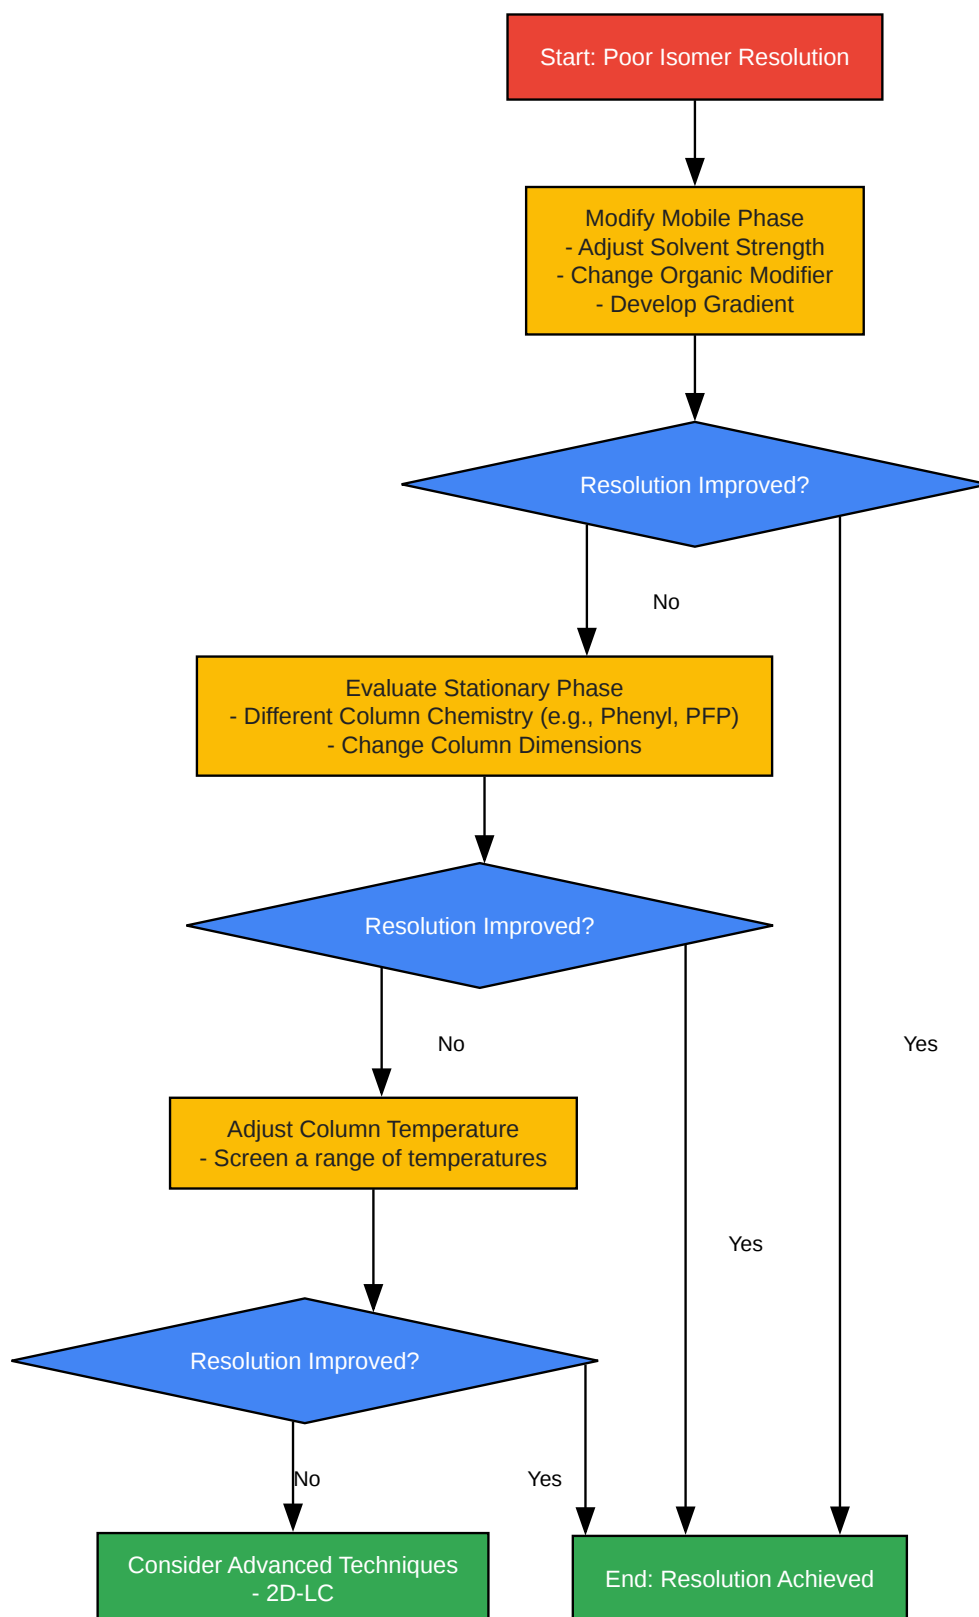 Start: Poor Isomer Resolution
Modify Mobile Phase
- Adjust Solvent Strength
- Change Organic Modifier
- Develop Gradient
Resolution Improved?
No
Evaluate Stationary Phase
- Different Column Chemistry (e.g., Phenyl, PFP)
- Change Column Dimensions
Resolution Improved?
No
Yes
Adjust Column Temperature
- Screen a range of temperatures
Yes
Resolution Improved?
No
Yes
Consider Advanced Techniques
- 2D-LC
End: Resolution Achieved